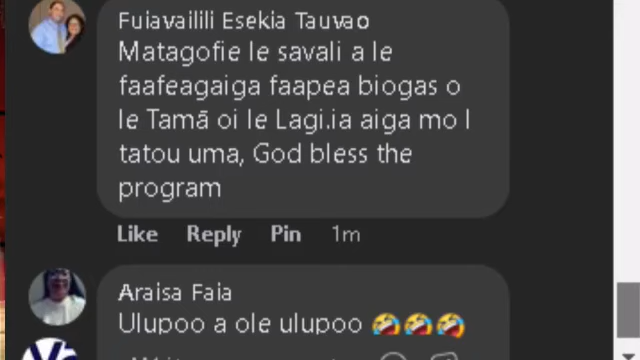 Fuiavailili Esekia Tauvao
Matagofie le savali a le
faafeagaiga faapea biogas o
le Tamā oi le Lagi.ia aiga mo l
tatou uma, God bless the
program
Like Reply Pin 1m
Araisa Faia
Ulupoo a ole ulupoo 🤣🤣🤣